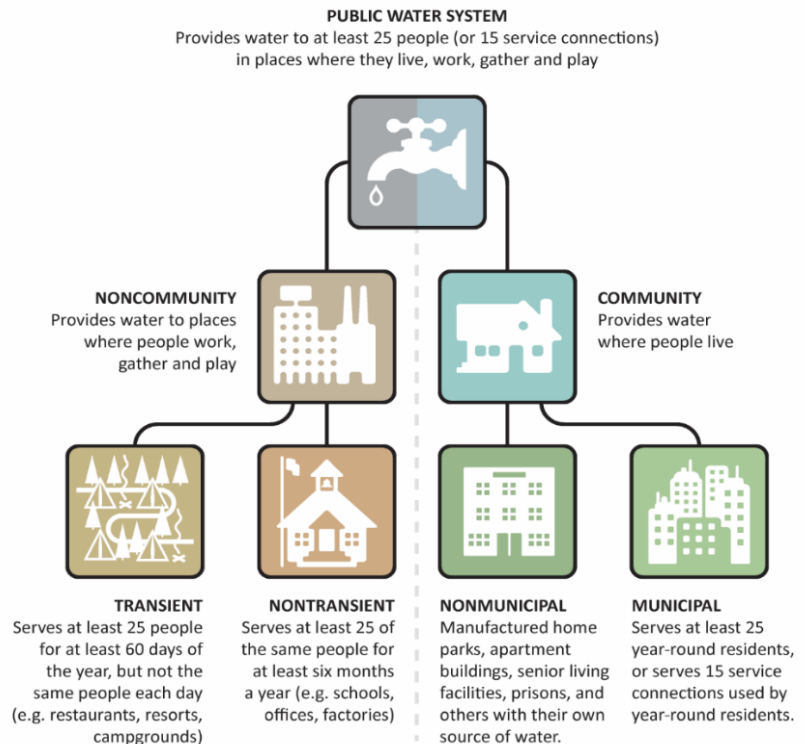 PUBLIC WATER SYSTEM
Provides water to at least 25 people (or 15 service connections)
in places where they live, work, gather and play
NONCOMMUNITY
Provides water to places
where people work,
gather and play
COMMUNITY
Provides water
where people live
TRANSIENT
Serves at least 25 people
for at least 60 days of
the year, but not the
same people each day
(e.g. restaurants, resorts,
campgrounds)
NONTRANSIENT
Serves at least 25 of
the same people for
at least six months
a year (e.g. schools,
offices, factories)
NONMUNICIPAL
Manufactured home
parks, apartment
buildings, senior living
facilities, prisons, and
others with their own
source of water.
MUNICIPAL
Serves at least 25
year-round residents,
or serves 15 service
connections used by
year-round residents.